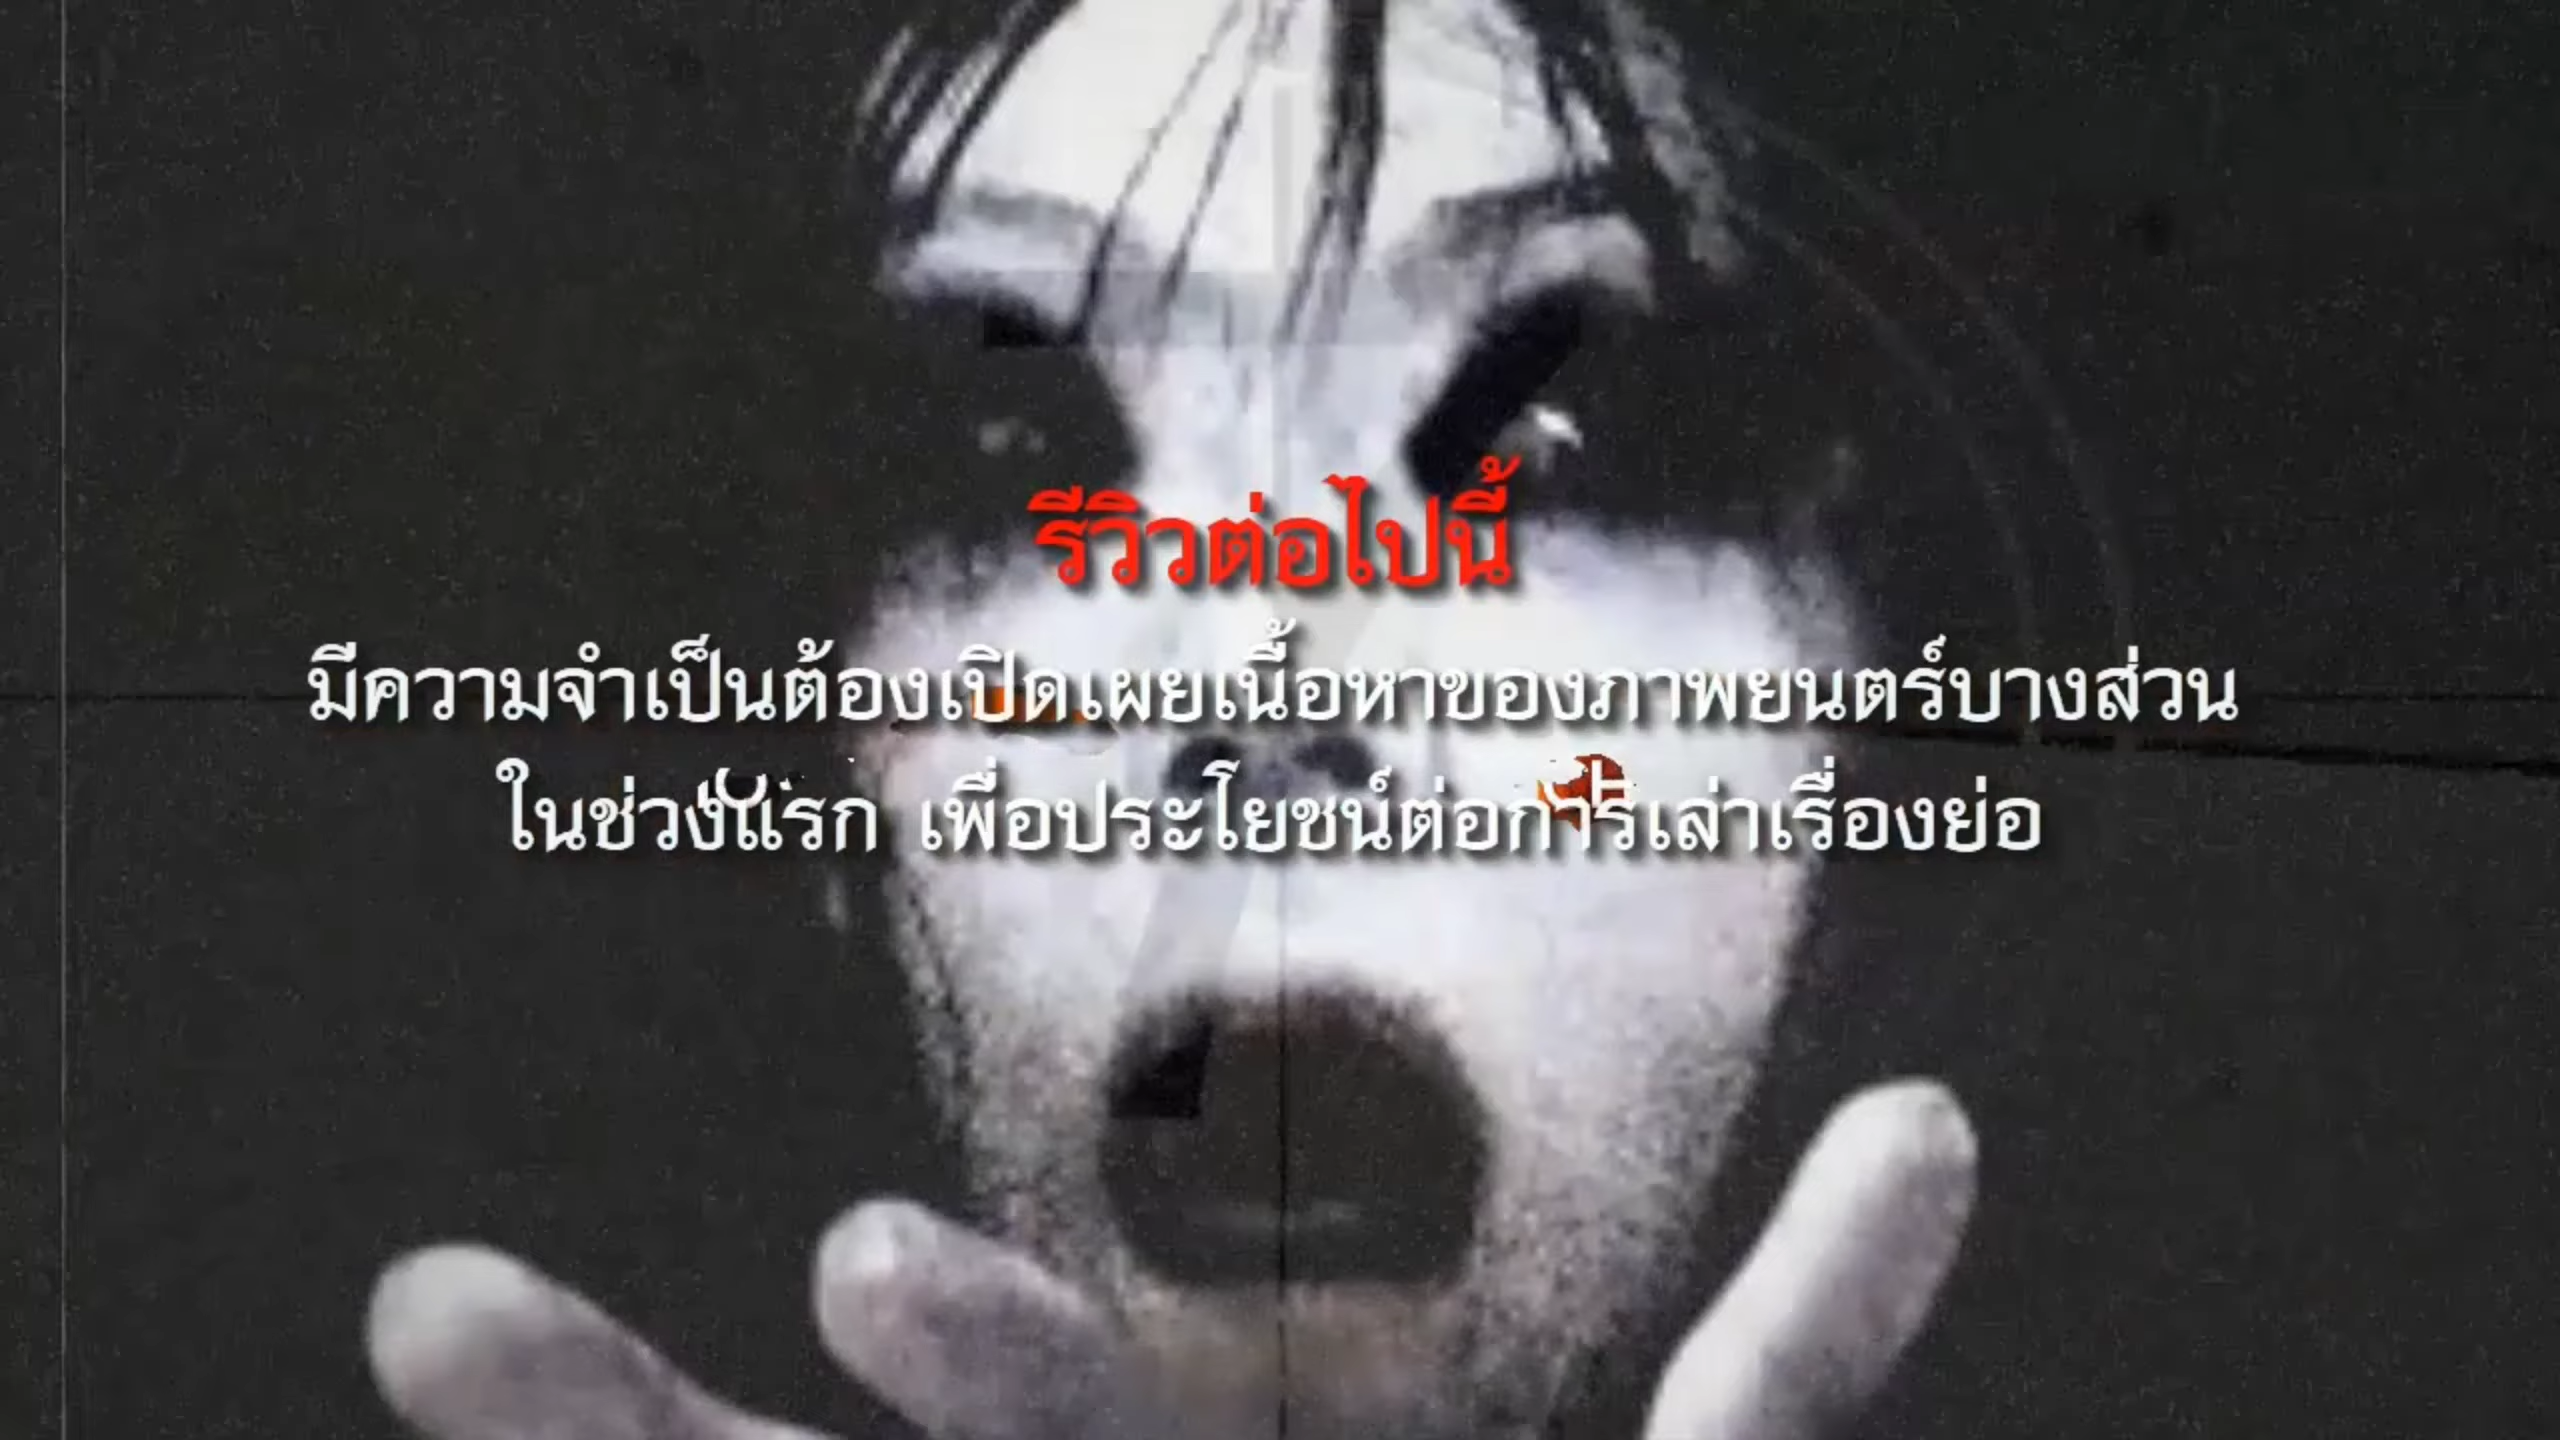 รีวิวต่อไปนี้
มีความจำเป็นต้องเปิดเผยเนื้อหาของภาพยนตร์บางส่วน
ในช่วงแรก เพื่อประโยชน์ต่อการเล่าเรื่องย่อ